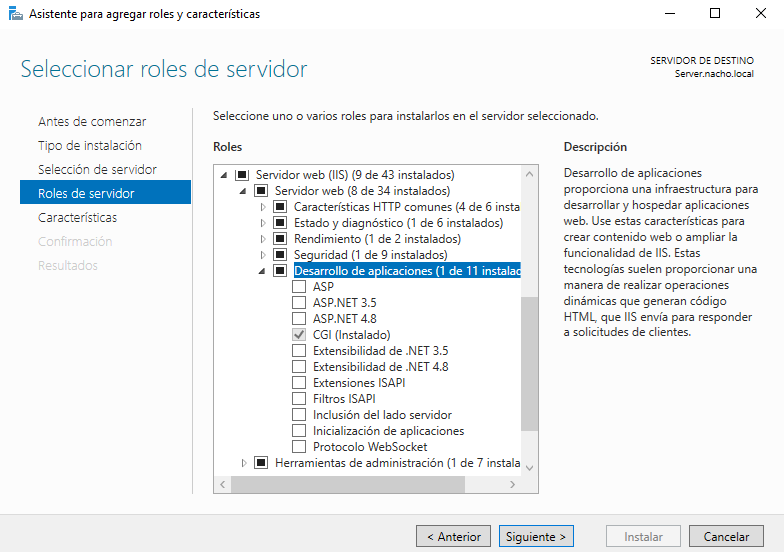 Asistente para agregar roles y características
Seleccionar roles de servidor
SERVIDOR DE DESTINO
Server.nacho.local
Antes de comenzar
Tipo de instalación
Selección de servidor
Roles de servidor
Características
Confirmación
Resultados
Seleccione uno o varios roles para instalarlos en el servidor seleccionado.
Roles
Servidor web (IIS) (9 de 43 instalados)
Servidor web (8 de 34 instalados)
Características HTTP comunes (4 de 6 insta
Estado y diagnóstico (1 de 6 instalados)
Rendimiento (1 de 2 instalados)
Seguridad (1 de 9 instalados)
Desarrollo de aplicaciones (1 de 11 instalac
ASP
ASP.NET 3.5
ASP.NET 4.8
CGI (Instalado)
Extensibilidad de .NET 3.5
Extensibilidad de .NET 4.8
Extensiones ISAPI
Filtros ISAPI
Inclusión del lado servidor
Inicialización de aplicaciones
Protocolo WebSocket
Herramientas de administración (1 de 7 instala
Descripción
Desarrollo de aplicaciones
proporciona una infraestructura para
desarrollar y hospedar aplicaciones
web. Use estas características para
crear contenido web o ampliar la
funcionalidad de IIS. Estas
tecnologías suelen proporcionar una
manera de realizar operaciones
dinámicas que generan código
HTML, que IIS envía para responder
a solicitudes de clientes.
< Anterior
Siguiente >
Instalar
Cancelar